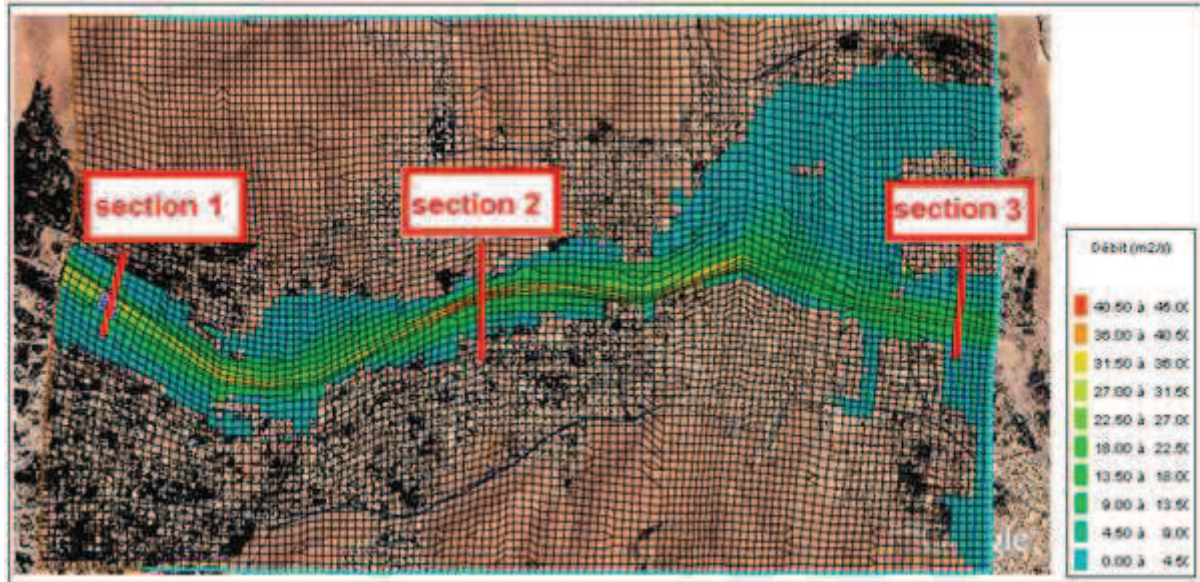 section 1
section 2
section 3
Débit (m2/s)
40.50 à 45.00
36.00 à 40.50
31.50 à 36.00
27.00 à 31.50
22.50 à 27.00
18.00 à 22.50
13.50 à 18.00
9.00 à 13.50
4.50 à 9.00
0.00 à 4.50